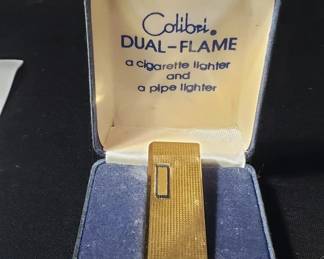 Colibri.
DUAL-FLAME
a cigarette lighter
and
a pipe lighter